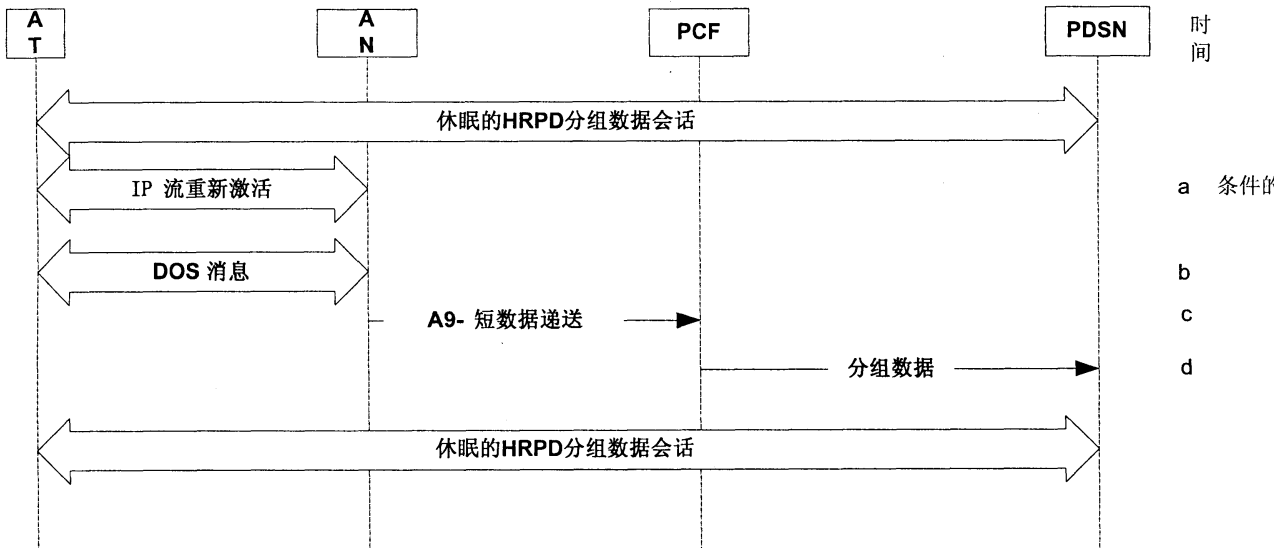 A
T
A
N
PCF
PDSN
时
间
休眠的HRPD分组数据会话
IP 流重新激活
a 条件的
DOS 消息
b
A9- 短数据递送
c
分组数据
d
休眠的HRPD分组数据会话